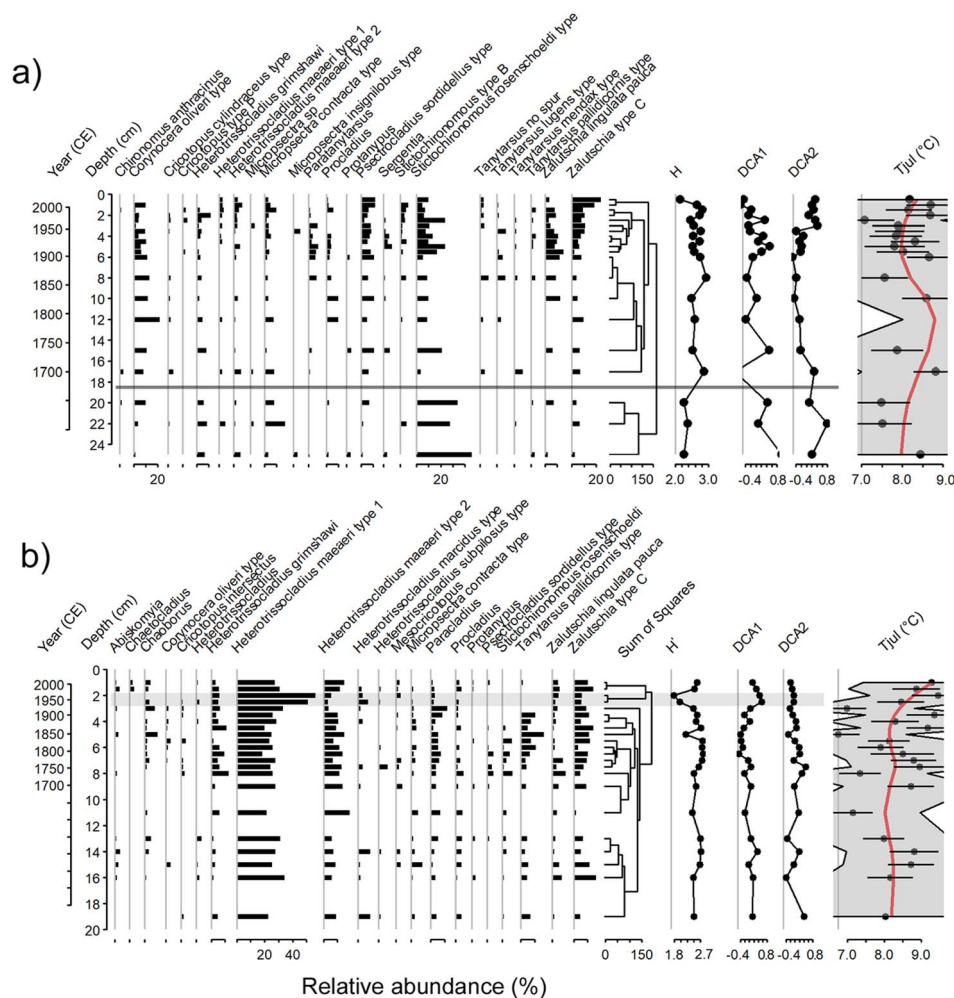 a)
Year (CE)
Depth (cm)
Chironomus anthracinus
Corynocera oliveri type
Cricotopus cylindraceus type
Cricotopus type P
Heterotrissocladius grimshawi
Heterotrissocladius maeaeri type 1
Heterotrissocladius maeaeri type 2
Micropsectra sp
Micropsectra contracta type
Micropsectra insignilobus type
Paratanytarsus
Procladius
Protanypus
Psectrocladius sordidellus type
Sergentia
Stictochironomus type B
Stictochironomus rosenschoeldi type
Tanytarsus no spur
Tanytarsus lugens type
Tanytarsus mendax type
Tanytarsus pallidicornis type
Zalutschia lingulata pauca
Zalutschia type C
H
DCA1
DCA2
Tjul (°C)
2000
1950
1900
1850
1800
1750
1700
0
2
4
6
8
10
12
14
16
18
20
22
24
20 20 20 0 150 2.0 3.0 -0.4 0.8 -0.4 0.8 7.0 8.0 9.0
b)
Year (CE)
Depth (cm)
Abiskomyia
Chaetocladius
Chaoborus
Corynocera oliveri type
Cricotopus intersectus
Heterotrissocladius
Heterotrissocladius grimshawi
Heterotrissocladius maeaeri type 1
Heterotrissocladius maeaeri type 2
Heterotrissocladius marcidus type
Heterotrissocladius subpilosus type
Mesocricotopus
Micropsectra contracta type
Paracladius
Procladius
Protanypus
Psectrocladius sordidellus type
Stictochironomous rosenschoeldi
Tanytarsus pallidicornis type
Zalutschia lingulata pauca
Zalutschia type C
Sum of Squares
H'
DCA1
DCA2
Tjul (°C)
2000
1950
1900
1850
1800
1750
1700
0
2
4
6
8
10
12
14
16
18
20
20 40 0 150 1.8 2.7 -0.4 0.8 -0.4 0.8 7.0 8.0 9.0
Relative abundance (%)